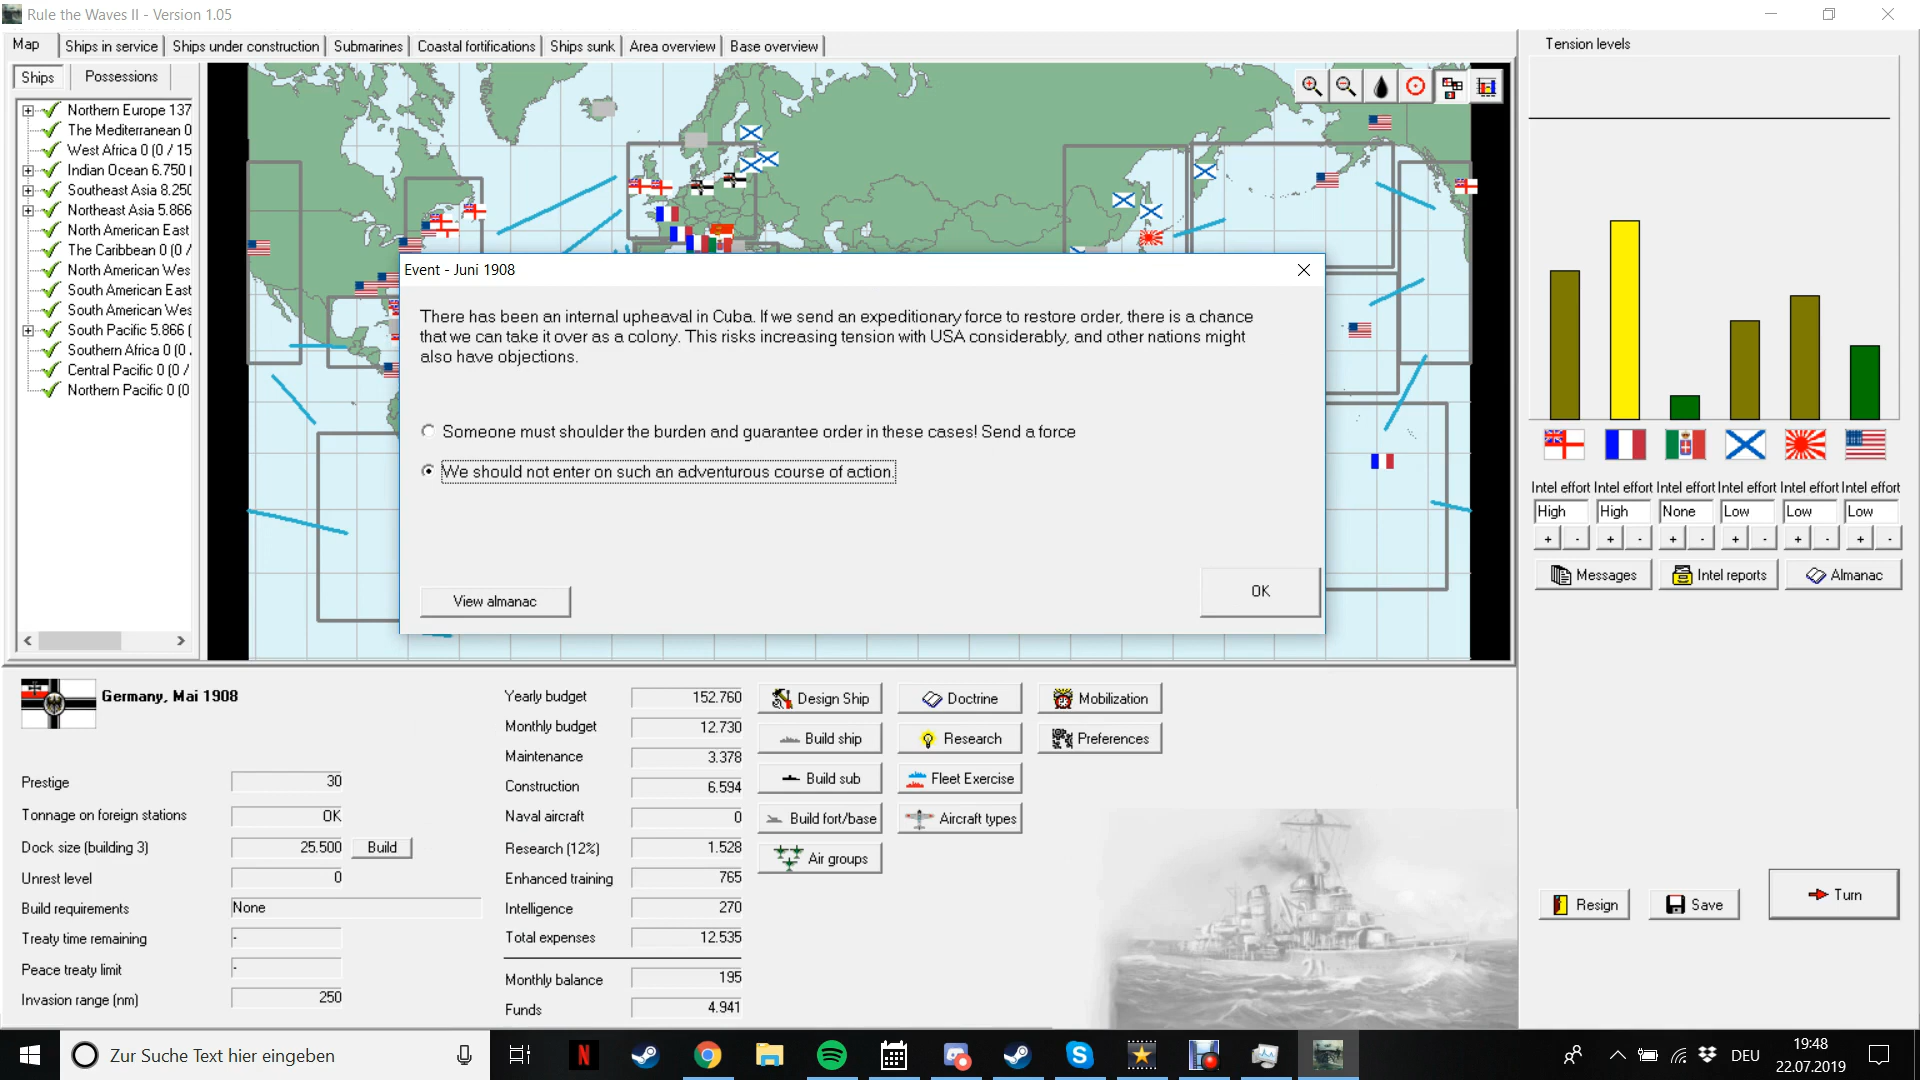 Rule the Waves II - Version 1.05
Map
Ships in service
Ships under construction
Submarines
Coastal fortifications
Ships sunk
Area overview
Base overview
Ships
Possessions
Northern Europe 137
The Mediterranean 0
West Africa 0 (0 / 15
Indian Ocean 6.750 (
Southeast Asia 8.250
Northeast Asia 5.866
North American East
The Caribbean 0 (0 /
North American Wes
South American East
South American Wes
South Pacific 5.866 (
Southern Africa 0 (0 .
Central Pacific 0 (0 /
Northern Pacific 0 (0
Event - Juni 1908
There has been an internal upheaval in Cuba. If we send an expeditionary force to restore order, there is a chance
that we can take it over as a colony. This risks increasing tension with USA considerably, and other nations might
also have objections.
Someone must shoulder the burden and guarantee order in these cases! Send a force
We should not enter on such an adventurous course of action.
View almanac
OK
Tension levels
Intel effort Intel effort Intel effort Intel effort Intel effort Intel effort
High High None Low Low Low
+ - + - + - + - + - + -
Messages
Intel reports
Almanac
Germany, Mai 1908
Prestige 30
Tonnage on foreign stations OK
Dock size (building 3) 25.500 Build
Unrest level 0
Build requirements None
Treaty time remaining -
Peace treaty limit -
Invasion range (nm) 250
Yearly budget 152.760
Monthly budget 12.730
Maintenance 3.378
Construction 6.594
Naval aircraft 0
Research (12%) 1.528
Enhanced training 765
Intelligence 270
Total expenses 12.535
Monthly balance 195
Funds 4.941
Design Ship
Doctrine
Mobilization
Build ship
Research
Preferences
Build sub
Fleet Exercise
Build fort/base
Aircraft types
Air groups
Resign
Save
Turn
Zur Suche Text hier eingeben
DEU
19:48
22.07.2019